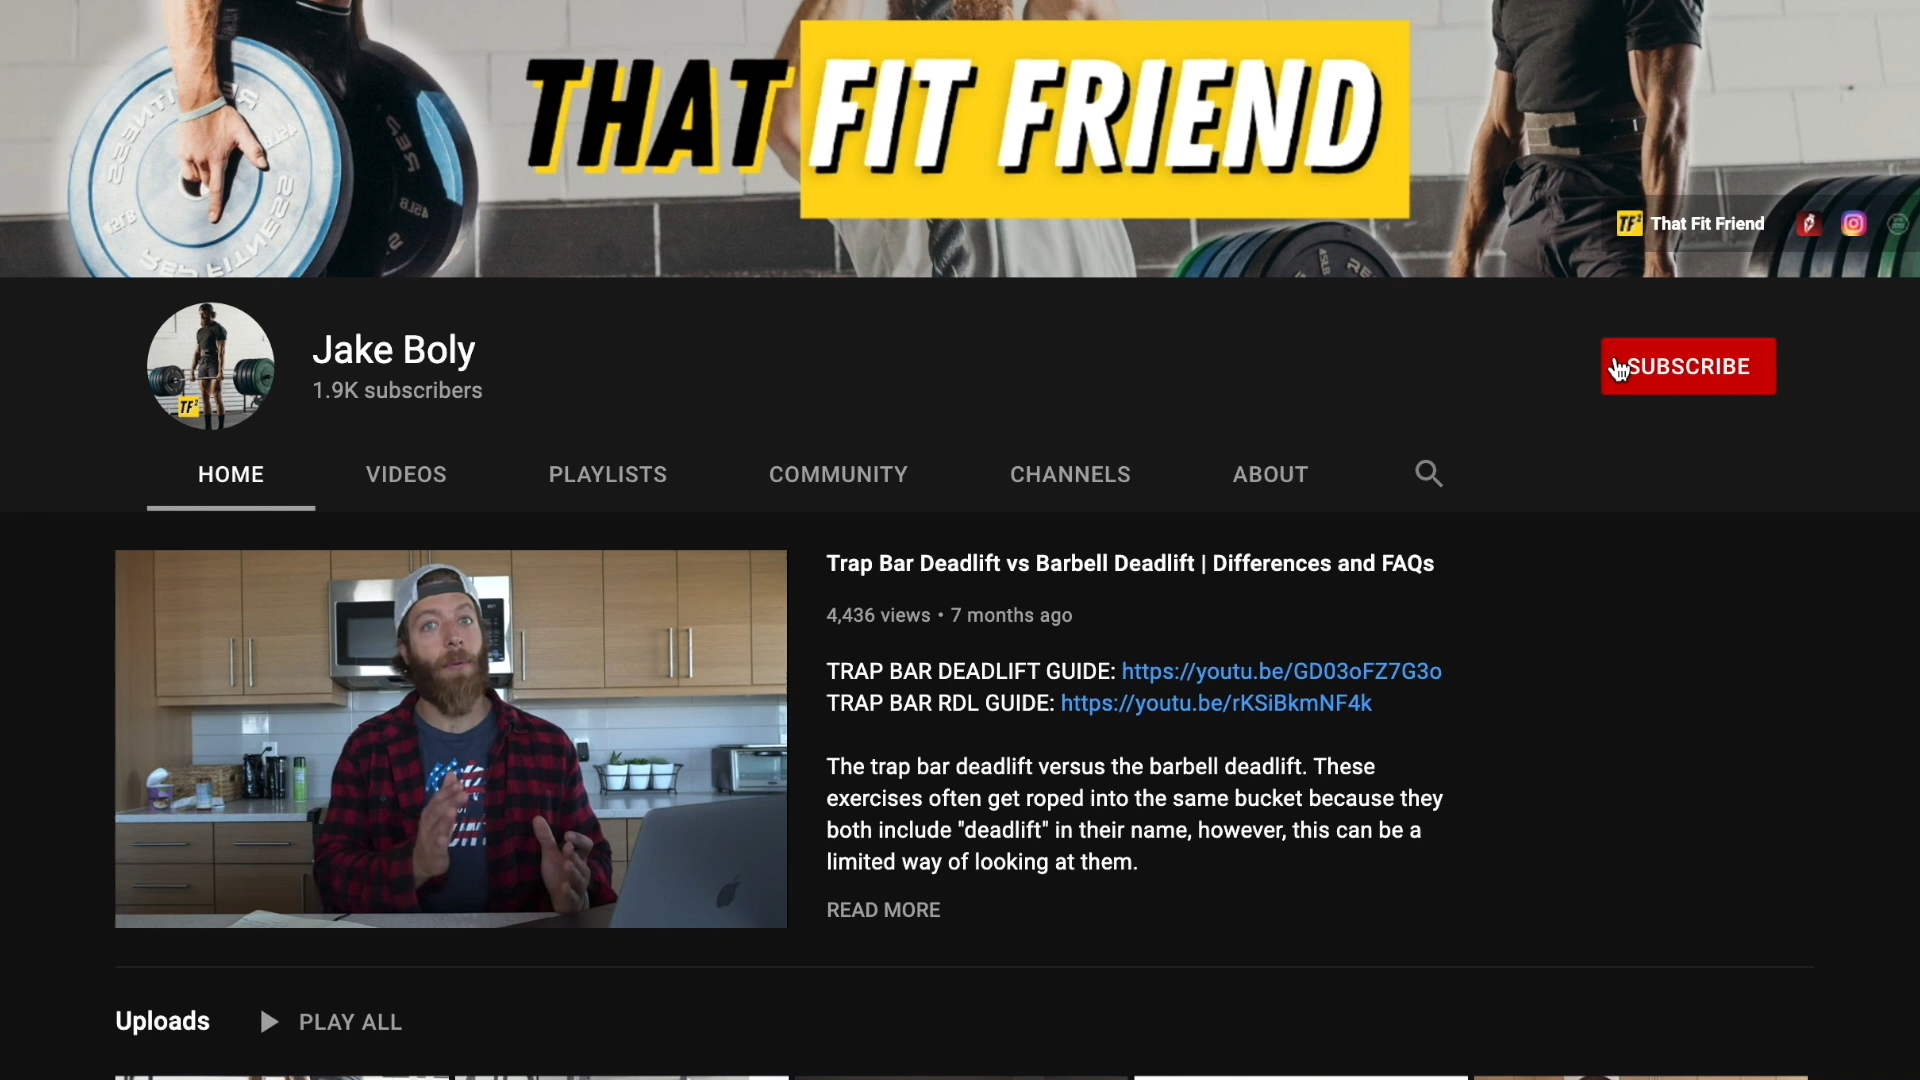 THAT FIT FRIEND
TF² That Fit Friend
Jake Boly
1.9K subscribers
SUBSCRIBE
HOME
VIDEOS
PLAYLISTS
COMMUNITY
CHANNELS
ABOUT
Trap Bar Deadlift vs Barbell Deadlift | Differences and FAQs
4,436 views • 7 months ago
TRAP BAR DEADLIFT GUIDE: https://youtu.be/GD03oFZ7G3o
TRAP BAR RDL GUIDE: https://youtu.be/rKSiBkmNF4k
The trap bar deadlift versus the barbell deadlift. These
exercises often get roped into the same bucket because they
both include "deadlift" in their name, however, this can be a
limited way of looking at them.
READ MORE
Uploads
PLAY ALL